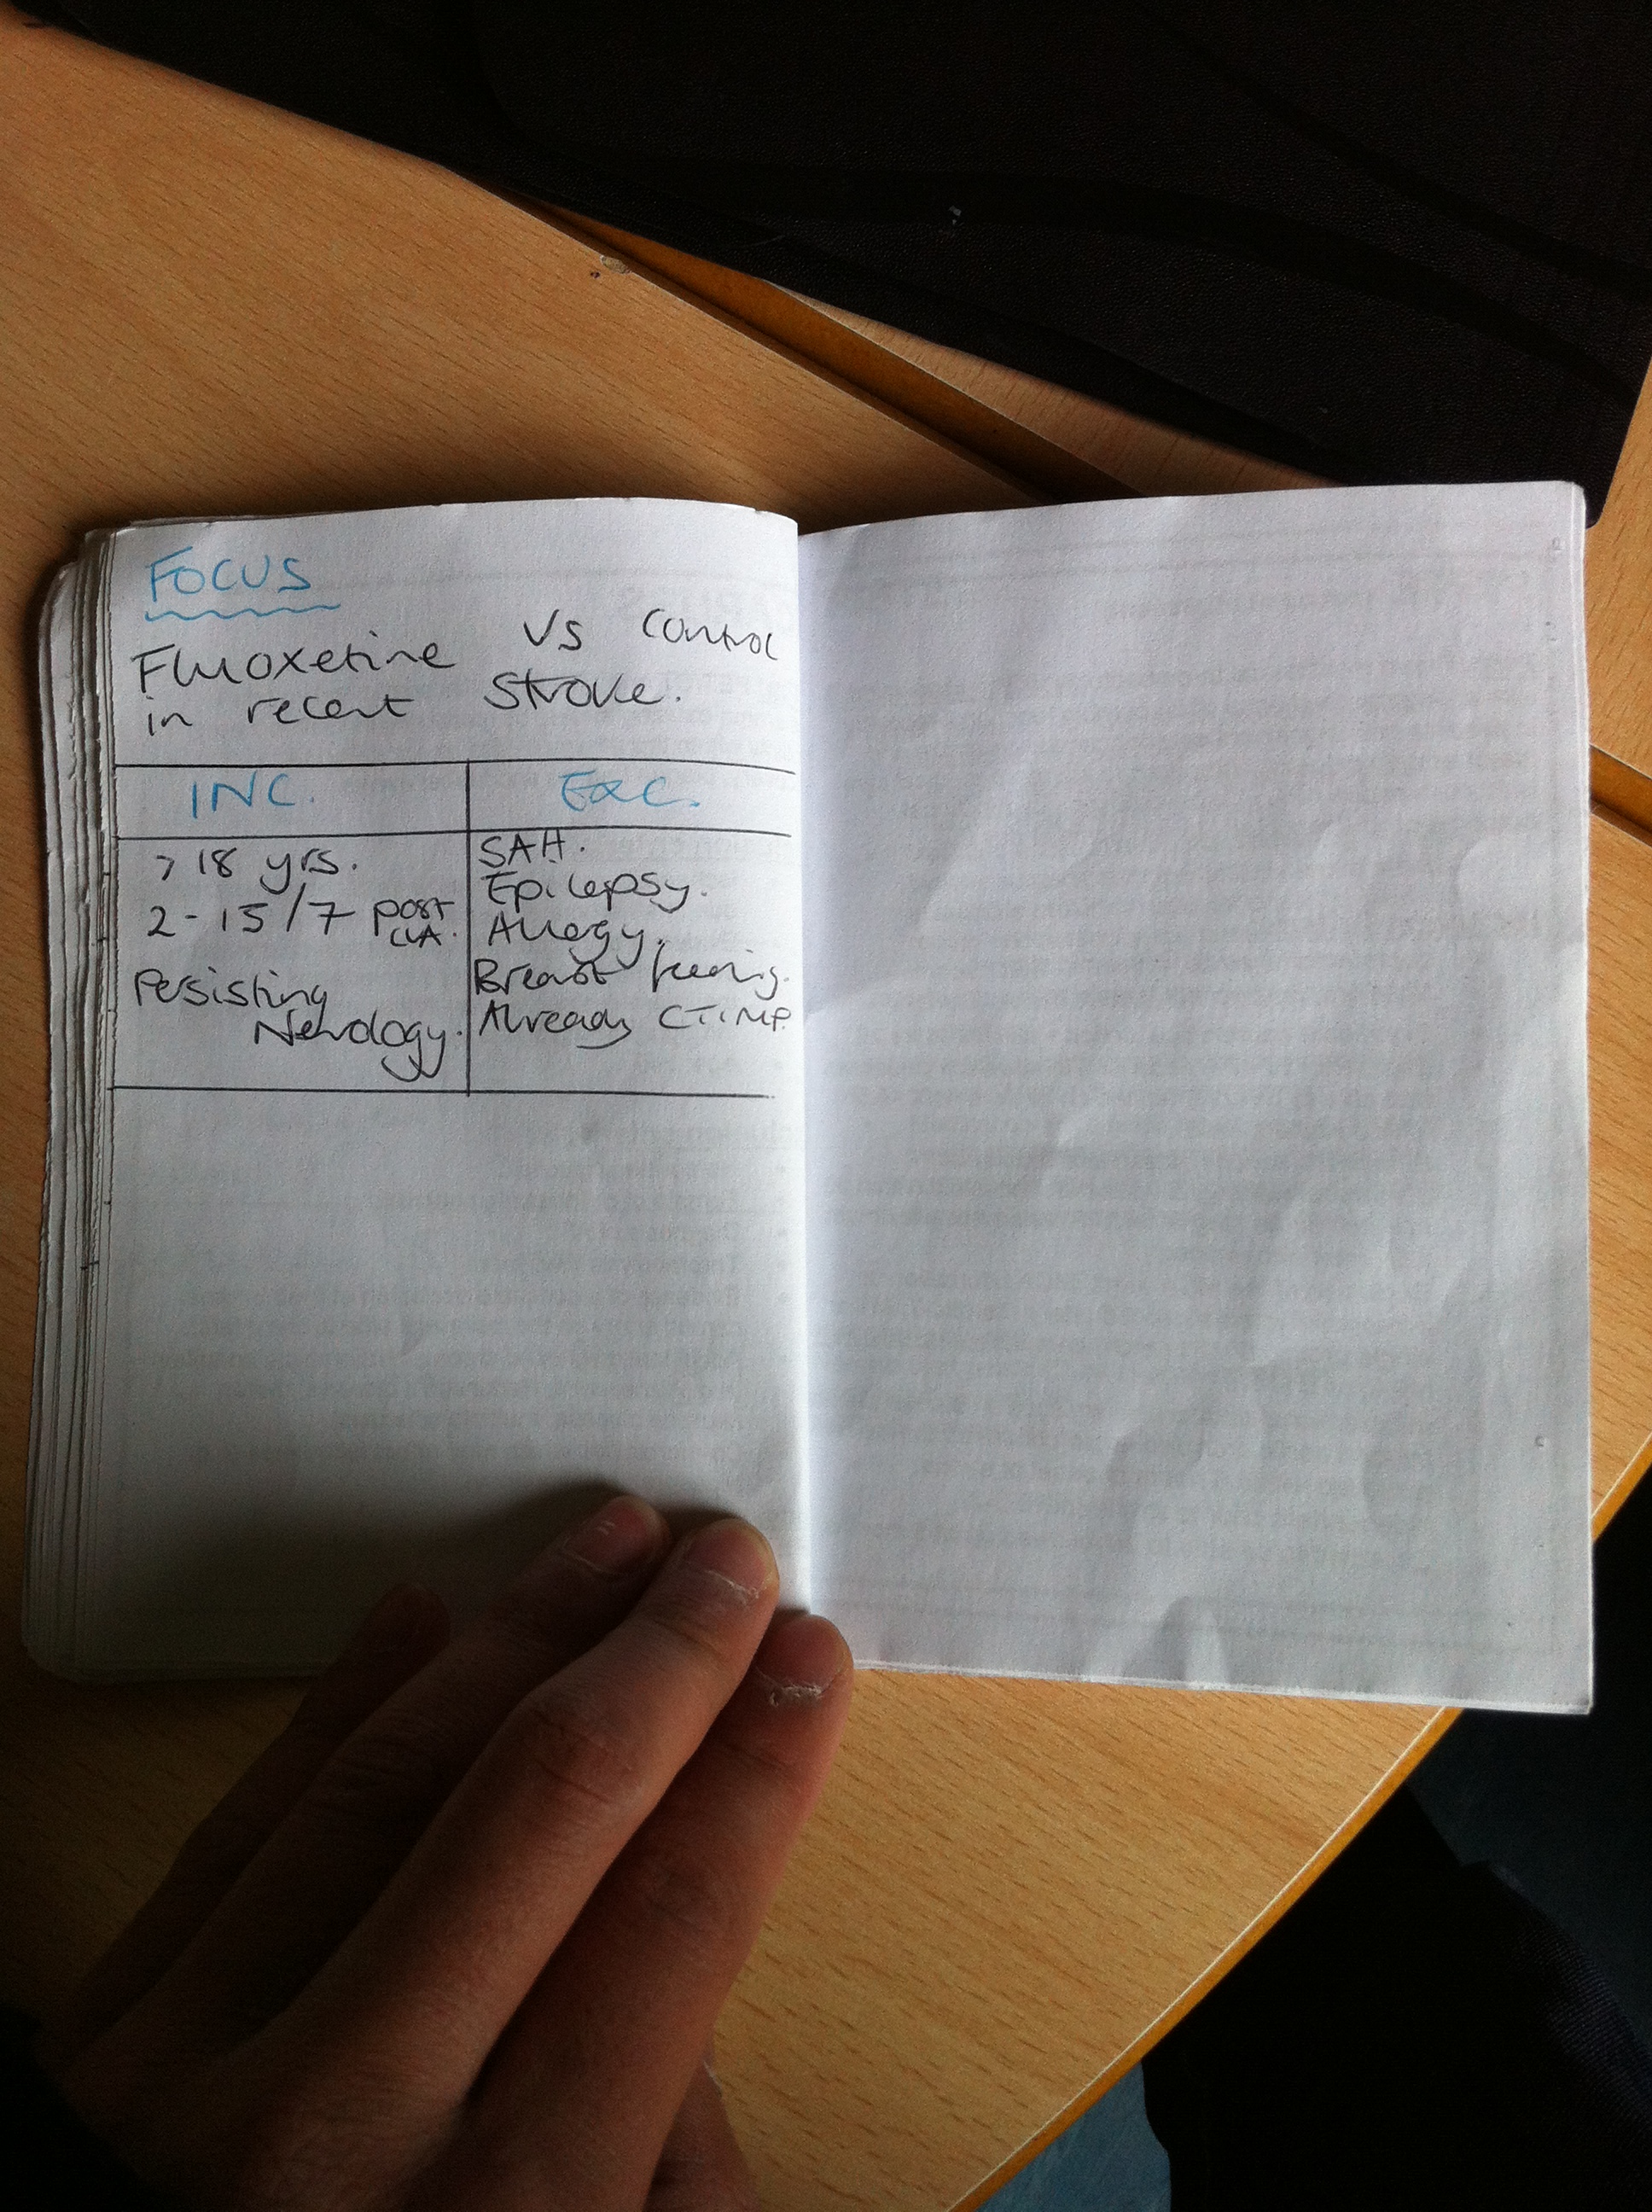 FOCUS
Fluoxetine vs control
in recent stroke.
INC.
EXC.
> 18 yrs.
2-15/7 post
CVA.
Persisting
Neurology.
SAH.
Epilepsy.
Allergy.
Breast feeding.
Already CTIMP.